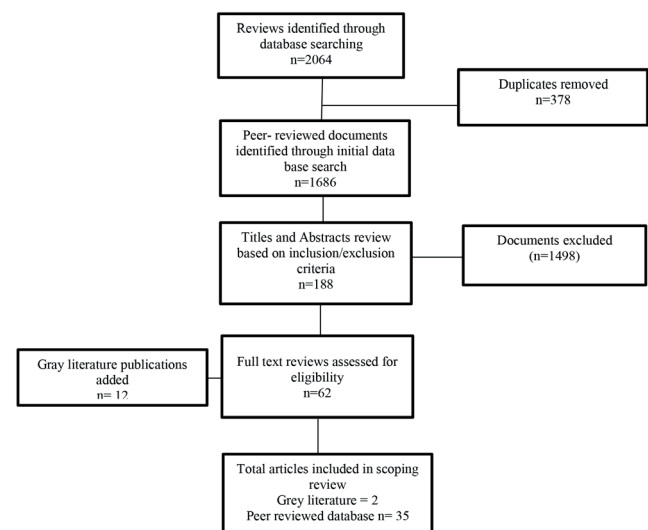 Reviews identified through
database searching
n=2064
Duplicates removed
n=378
Peer- reviewed documents
identified through initial data
base search
n=1686
Titles and Abstracts review
based on inclusion/exclusion
criteria
n=188
Documents excluded
(n=1498)
Gray literature publications
added
n= 12
Full text reviews assessed for
eligibility
n=62
Total articles included in scoping
review
Grey literature = 2
Peer reviewed database n= 35